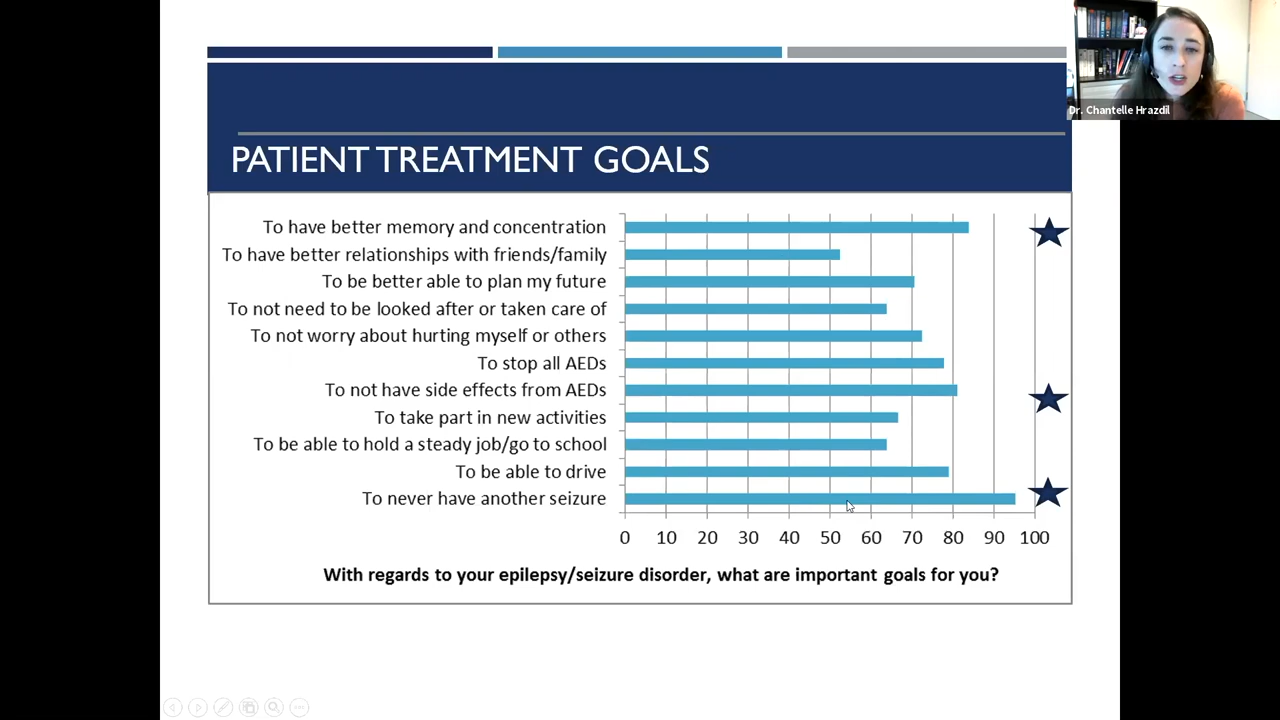 Dr. Chantelle Hrazdil
PATIENT TREATMENT GOALS
To have better memory and concentration
To have better relationships with friends/family
To be better able to plan my future
To not need to be looked after or taken care of
To not worry about hurting myself or others
To stop all AEDs
To not have side effects from AEDs
To take part in new activities
To be able to hold a steady job/go to school
To be able to drive
To never have another seizure
0 10 20 30 40 50 60 70 80 90 100
With regards to your epilepsy/seizure disorder, what are important goals for you?